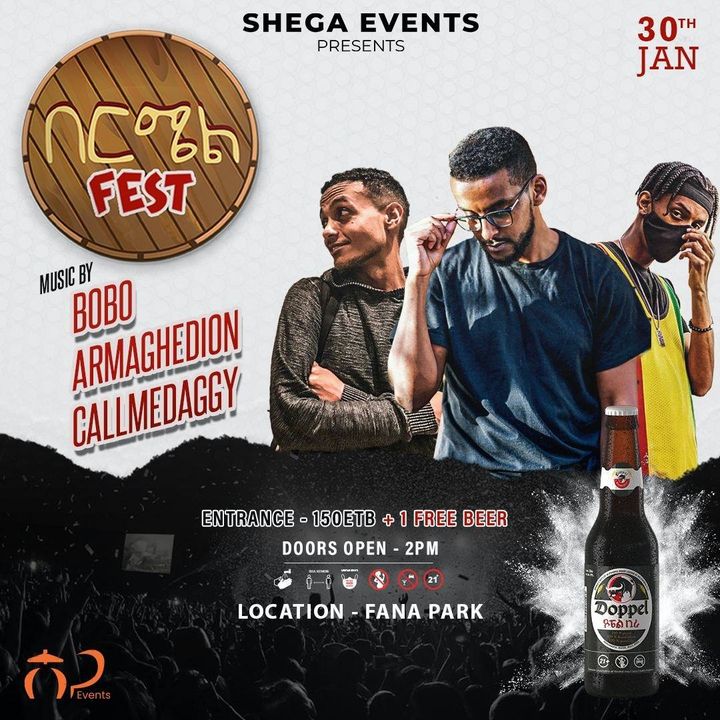 SHEGA EVENTS
PRESENTS
30TH
JAN
በርሜል
FEST
MUSIC BY
BOBO
ARMAGHEDION
CALLMEDAGGY
ENTRANCE - 150ETB + 1 FREE BEER
DOORS OPEN - 2PM
21
LOCATION - FANA PARK
Doppel
21+
Events